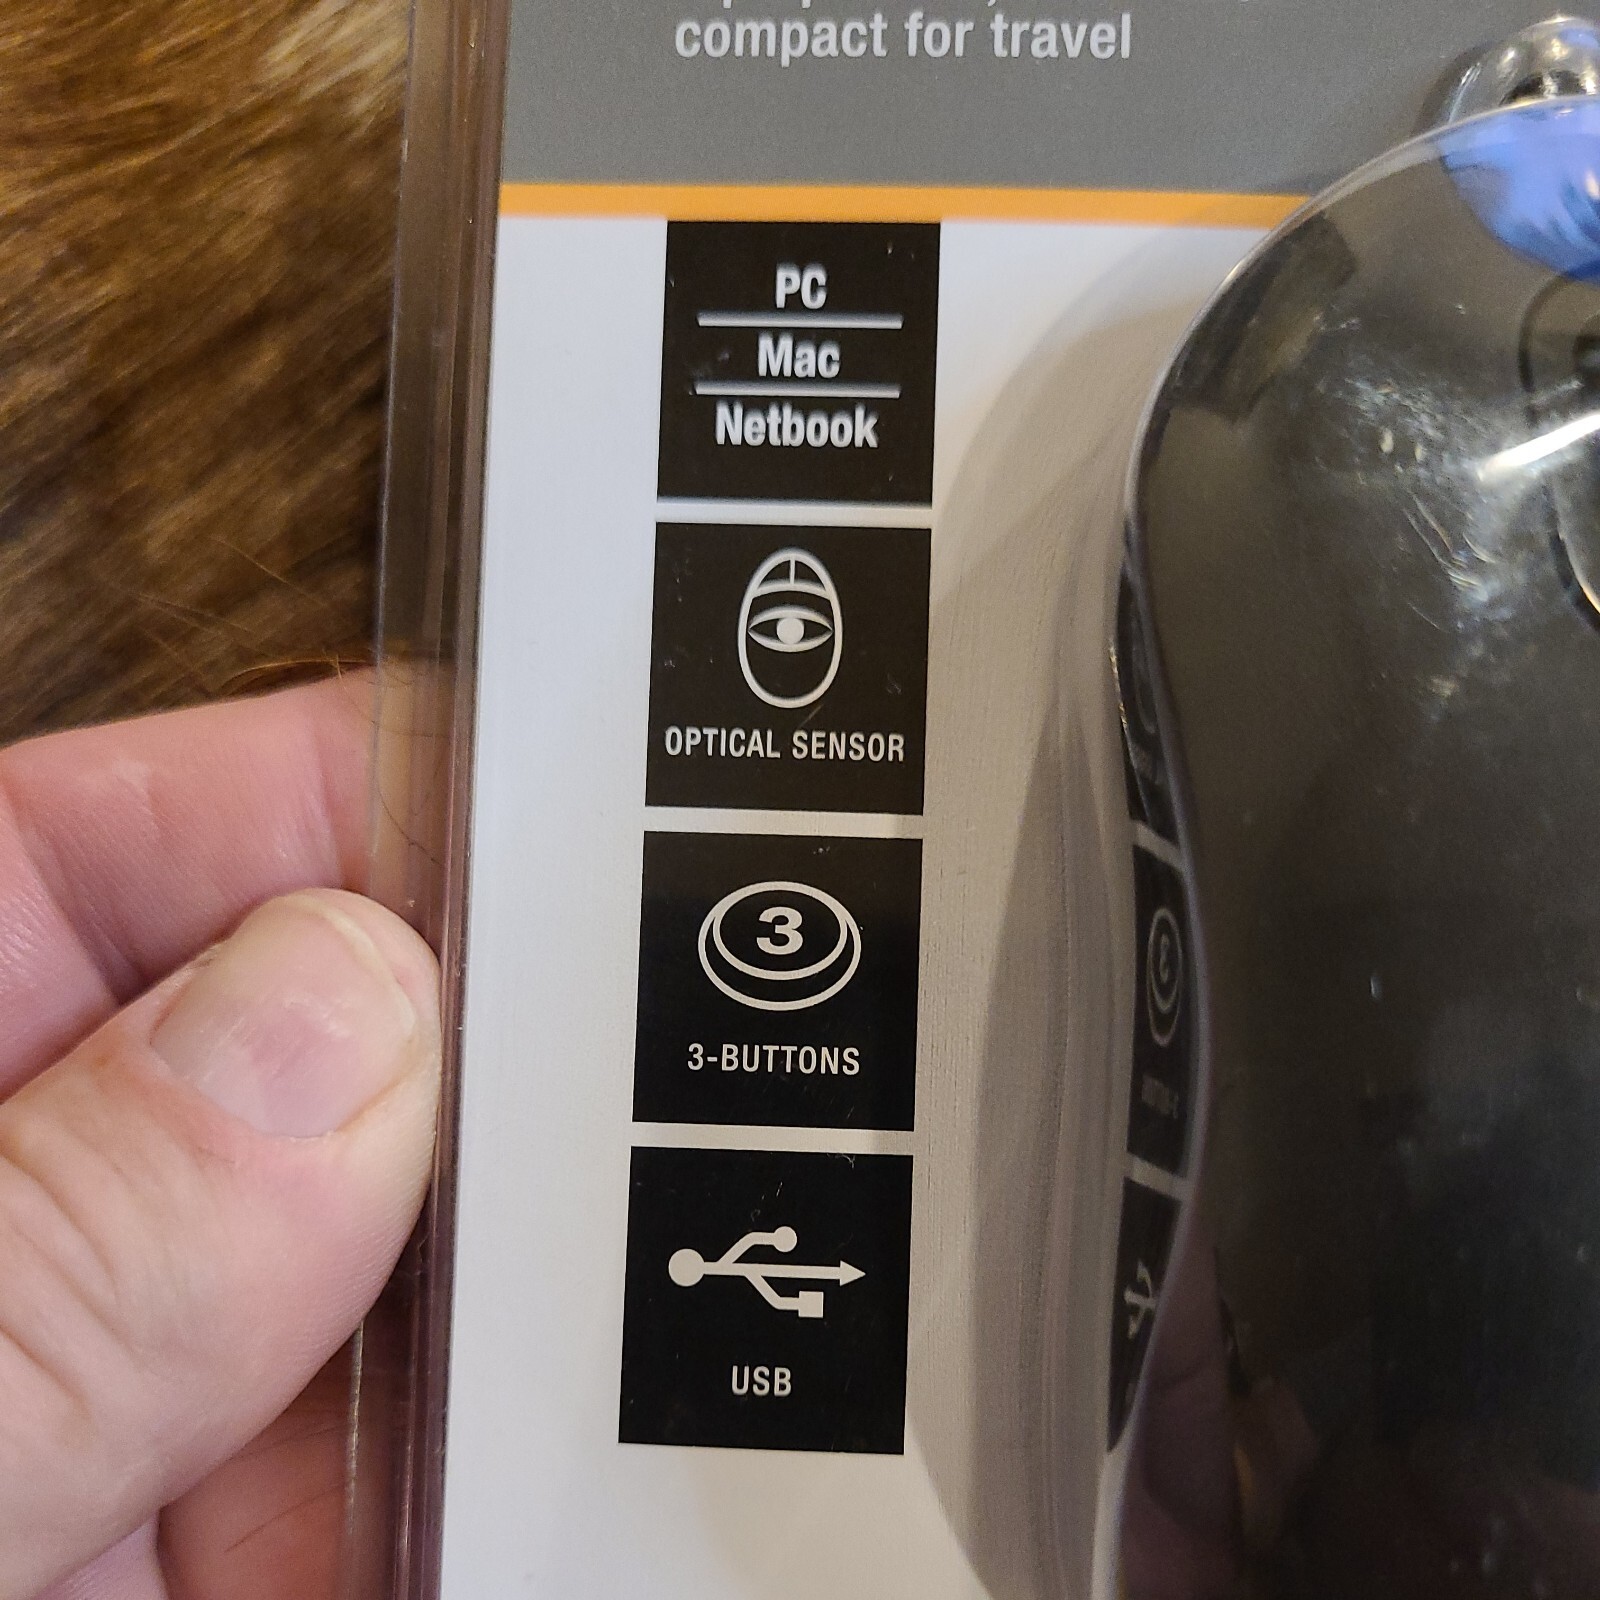 compact for travel
PC
Mac
Netbook
OPTICAL SENSOR
3
3-BUTTONS
USB